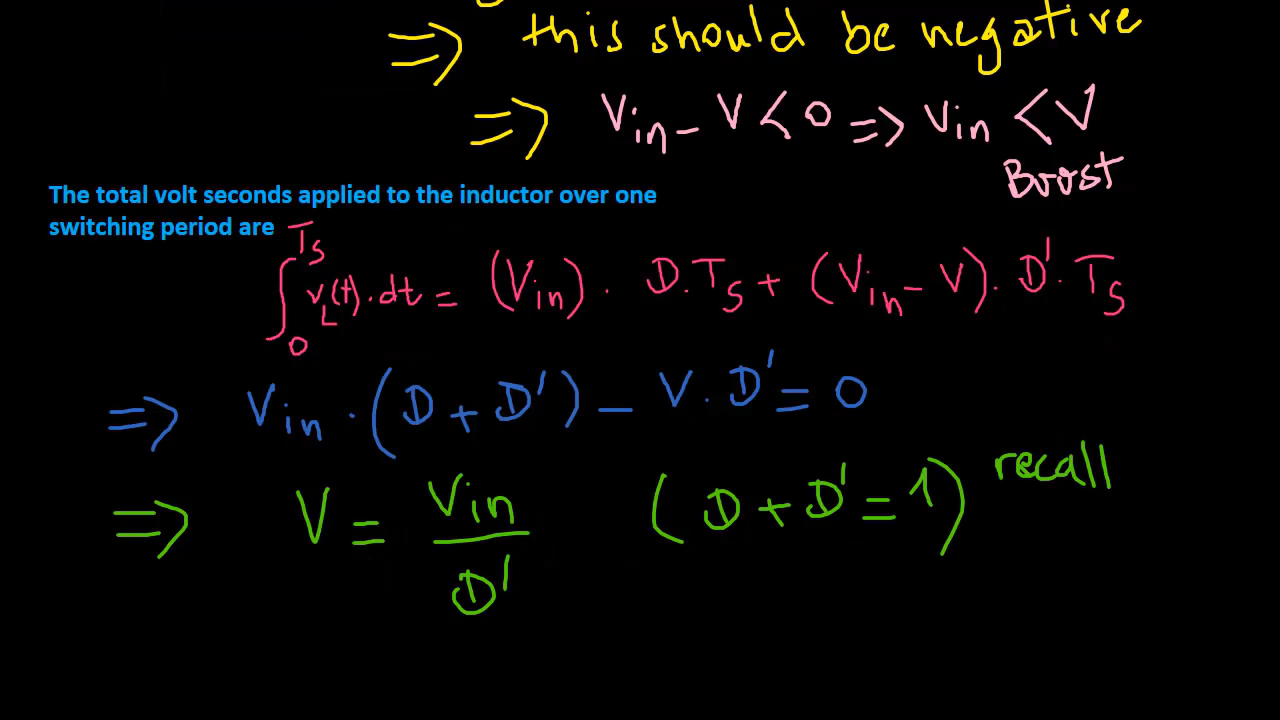 ⇒ this should be negative
⇒ Vin - V < 0 ⇒ Vin < V
Boost
The total volt seconds applied to the inductor over one
switching period are
∫₀^Ts vL(t).dt = (Vin) . D.Ts + (Vin - V). D'. Ts
⇒ Vin . (D + D') - V. D' = 0
⇒ V = Vin / D' (D + D' = 1) recall